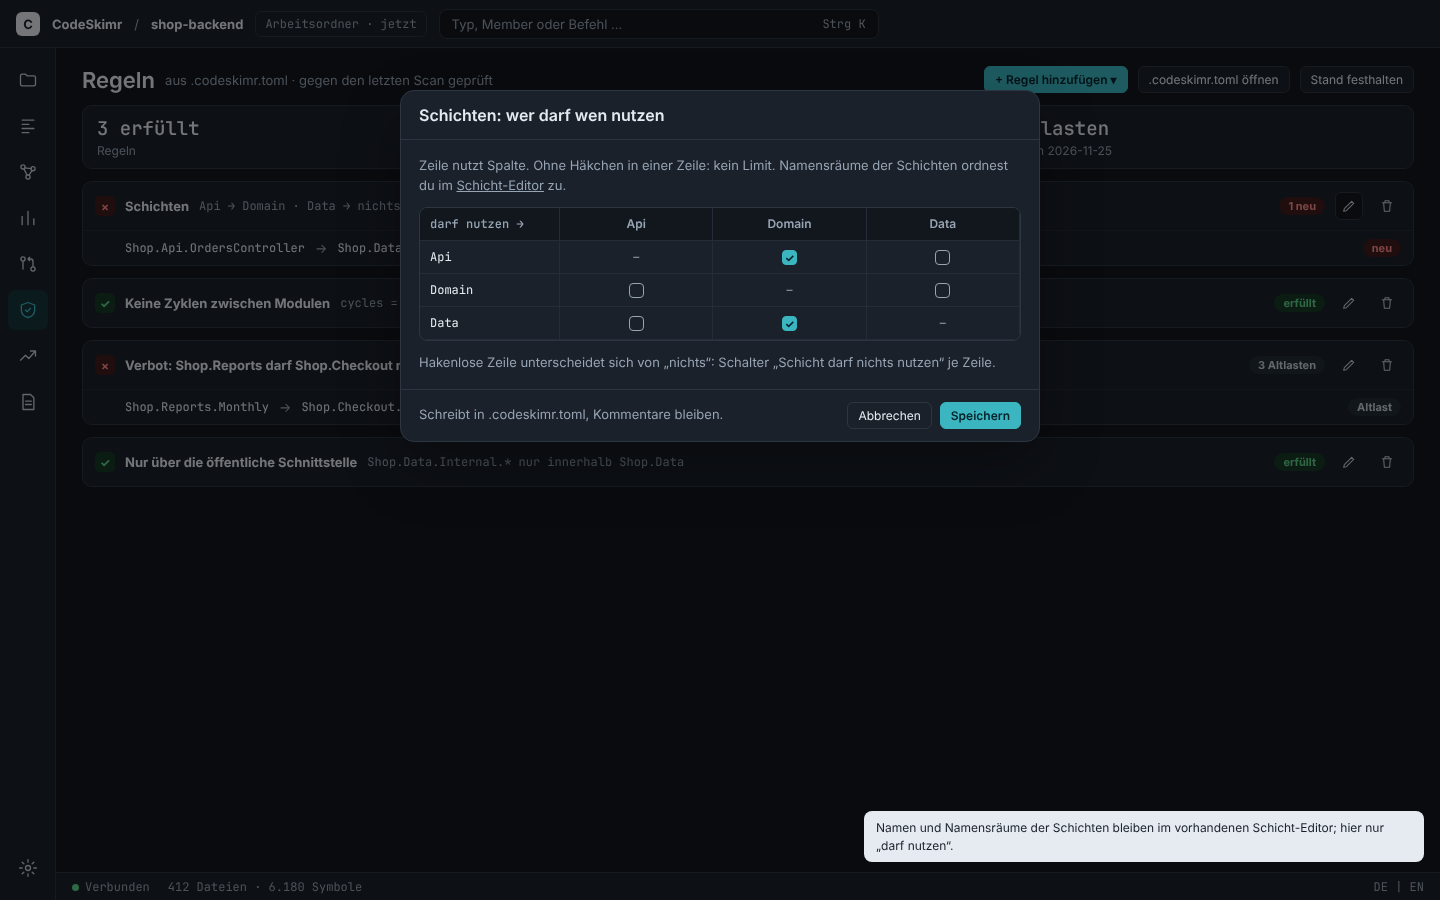 C CodeSkimr / shop-backend Arbeitsordner · jetzt Typ, Member oder Befehl ... Strg K
Regeln aus .codeskimr.toml · gegen den letzten Scan geprüft + Regel hinzufügen ▾ .codeskimr.toml öffnen Stand festhalten
3 erfüllt
Regeln
lasten
2026-11-25
Schichten: wer darf wen nutzen
Zeile nutzt Spalte. Ohne Häkchen in einer Zeile: kein Limit. Namensräume der Schichten ordnest
du im Schicht-Editor zu.
darf nutzen → Api Domain Data
Api –
Domain –
Data –
Hakenlose Zeile unterscheidet sich von „nichts“: Schalter „Schicht darf nichts nutzen“ je Zeile.
Schreibt in .codeskimr.toml, Kommentare bleiben. Abbrechen Speichern
Schichten Api → Domain · Data → nichts 1 neu
Shop.Api.OrdersController → Shop.Data neu
Keine Zyklen zwischen Modulen cycles = erfüllt
Verbot: Shop.Reports darf Shop.Checkout 3 Altlasten
Shop.Reports.Monthly → Shop.Checkout. Altlast
Nur über die öffentliche Schnittstelle Shop.Data.Internal.* nur innerhalb Shop.Data erfüllt
Namen und Namensräume der Schichten bleiben im vorhandenen Schicht-Editor; hier nur
„darf nutzen“.
Verbunden 412 Dateien · 6.180 Symbole DE | EN